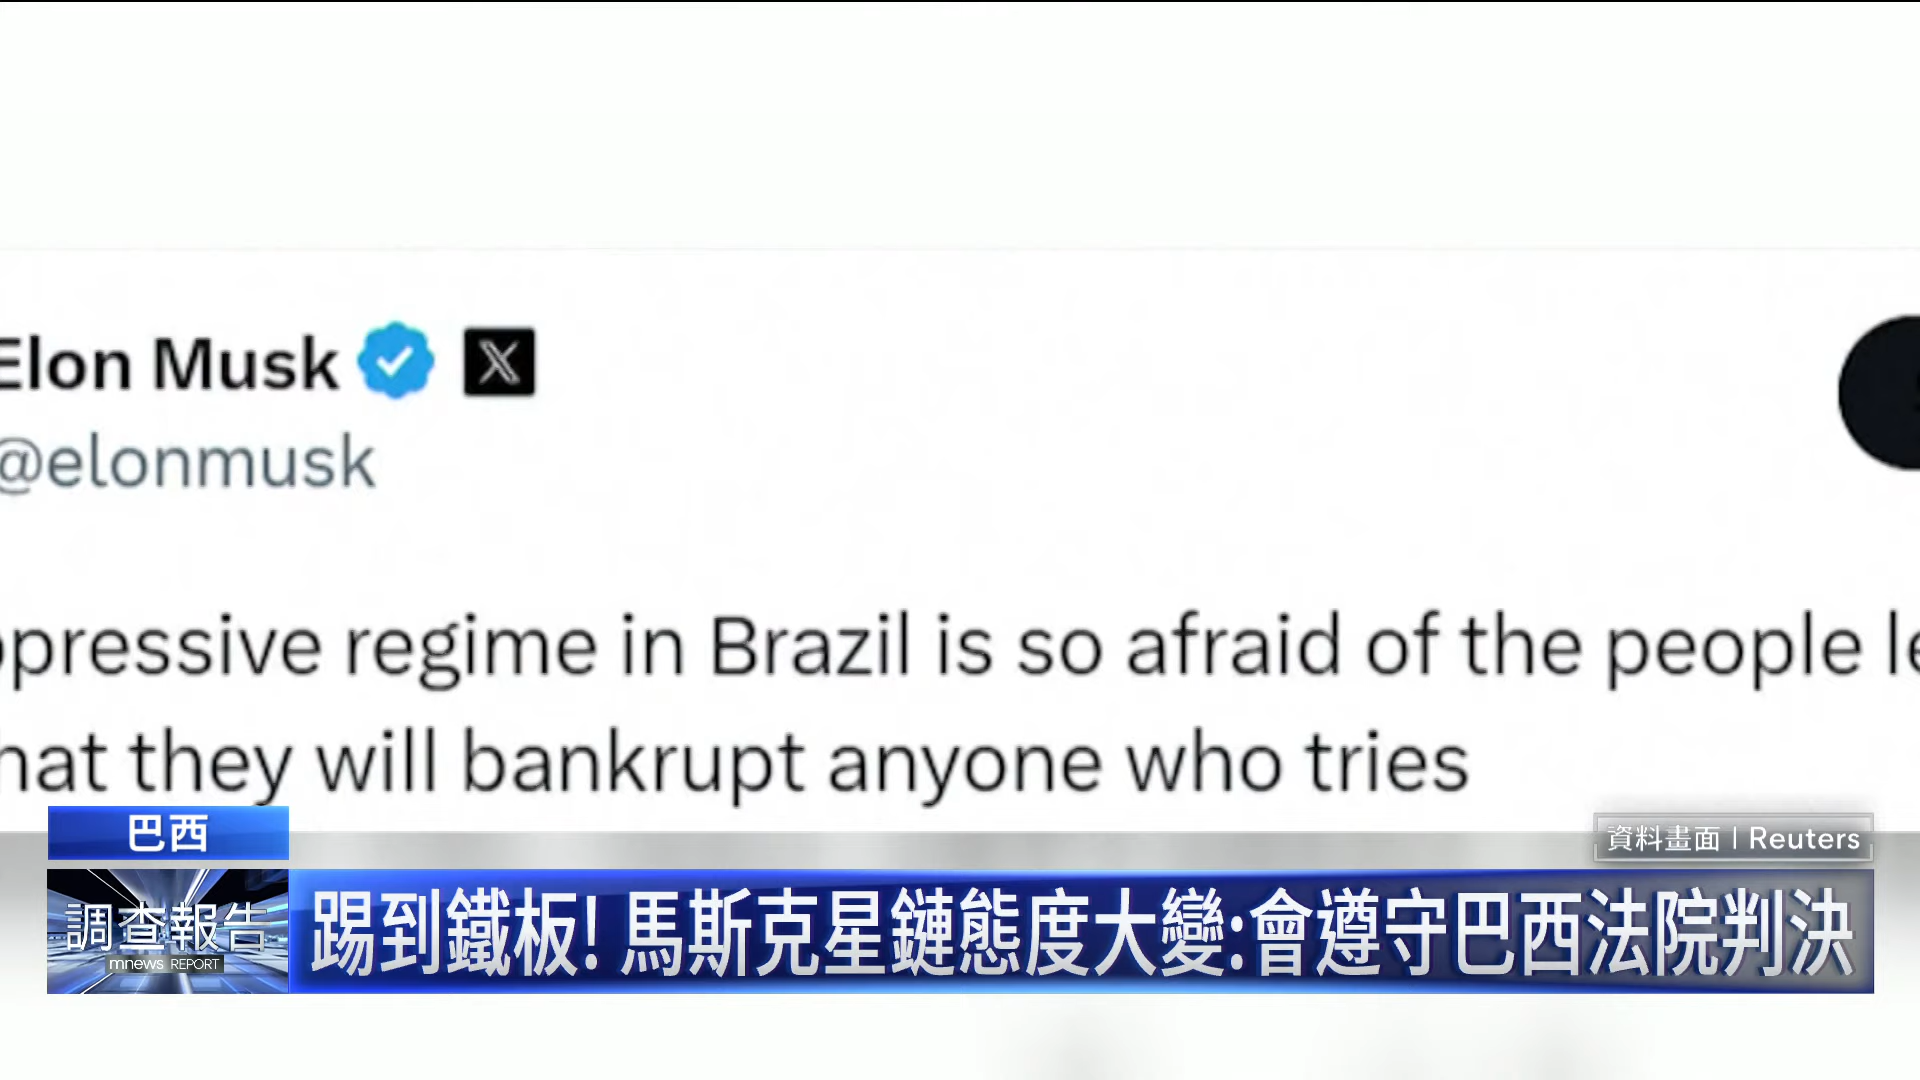 Elon Musk
@elonmusk
ppressive regime in Brazil is so afraid of the people le
hat they will bankrupt anyone who tries
巴西
資料畫面 | Reuters
調查報告
mnews REPORT
踢到鐵板! 馬斯克星鏈態度大變:會遵守巴西法院判決